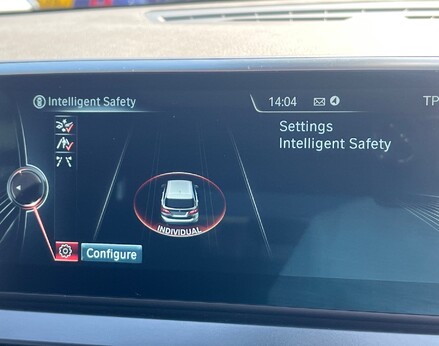 Intelligent Safety
14:04
TP
Settings
Intelligent Safety
INDIVIDUAL
Configure